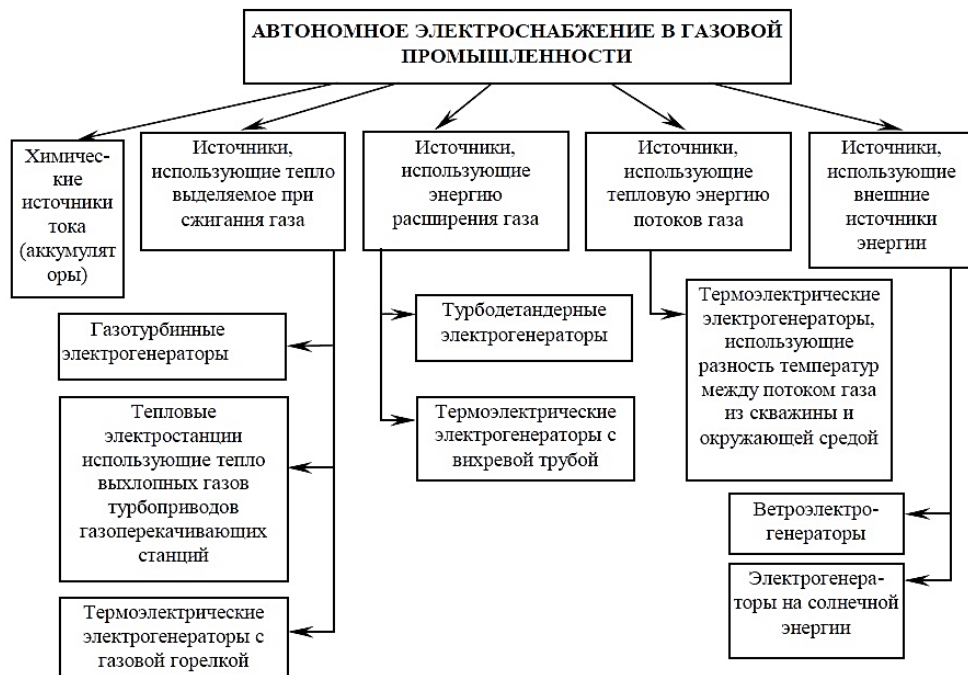 АВТОНОМНОЕ ЭЛЕКТРОСНАБЖЕНИЕ В ГАЗОВОЙ
ПРОМЫШЛЕННОСТИ
Химичес-
кие
источники
тока
(аккумулят
оры)
Источники,
использующие тепло
выделяемое при
сжигания газа
Источники,
использующие
энергию
расширения газа
Источники,
использующие
тепловую энергию
потоков газа
Источники,
использующие
внешние
источники
энергии
Газотурбинные
электрогенераторы
Тепловые
электростанции
использующие тепло
выхлопных газов
турбоприводов
газоперекачивающих
станций
Термоэлектрические
электрогенераторы с
газовой горелкой
Турбодетандерные
электрогенераторы
Термоэлектрические
электрогенераторы с
вихревой трубой
Термоэлектрические
электрогенераторы,
использующие
разность температур
между потоком газа
из скважины и
окружающей средой
Ветроэлектро-
генераторы
Электрогенера-
торы на солнечной
энергии